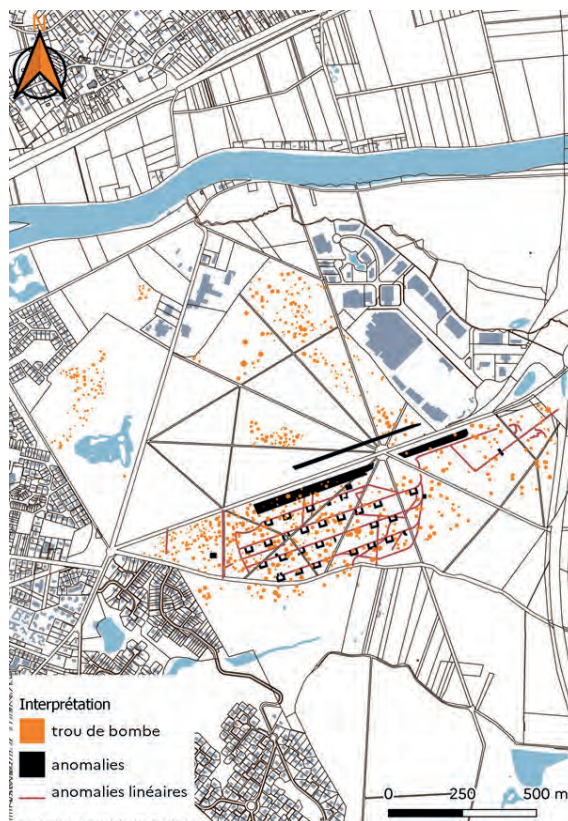 N
Interprétation
trou de bombe
anomalies
anomalies linéaires
0 250 500 m